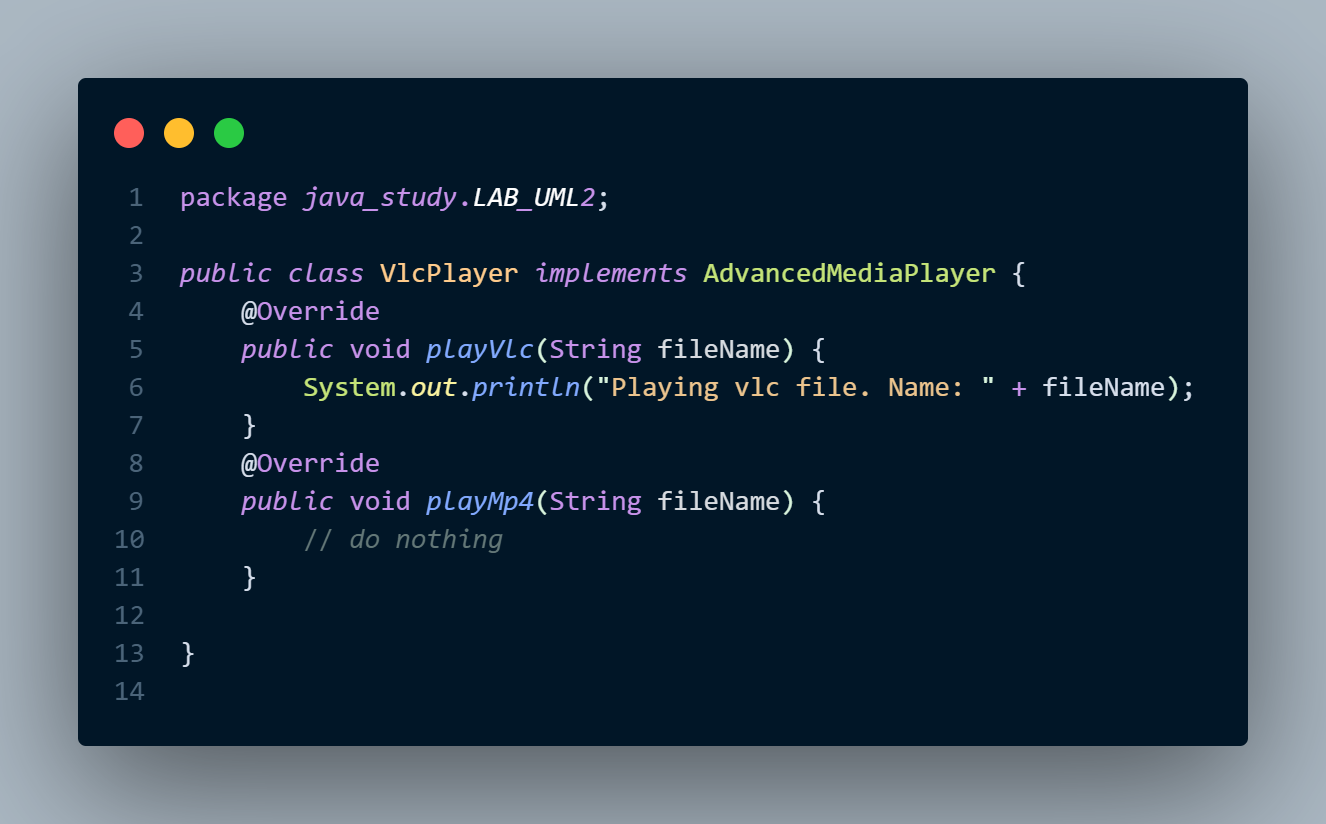 1 package java_study.LAB_UML2;
2
3 public class VlcPlayer implements AdvancedMediaPlayer {
4     @Override
5     public void playVlc(String fileName) {
6         System.out.println("Playing vlc file. Name: " + fileName);
7     }
8     @Override
9     public void playMp4(String fileName) {
10         // do nothing
11     }
12
13 }
14